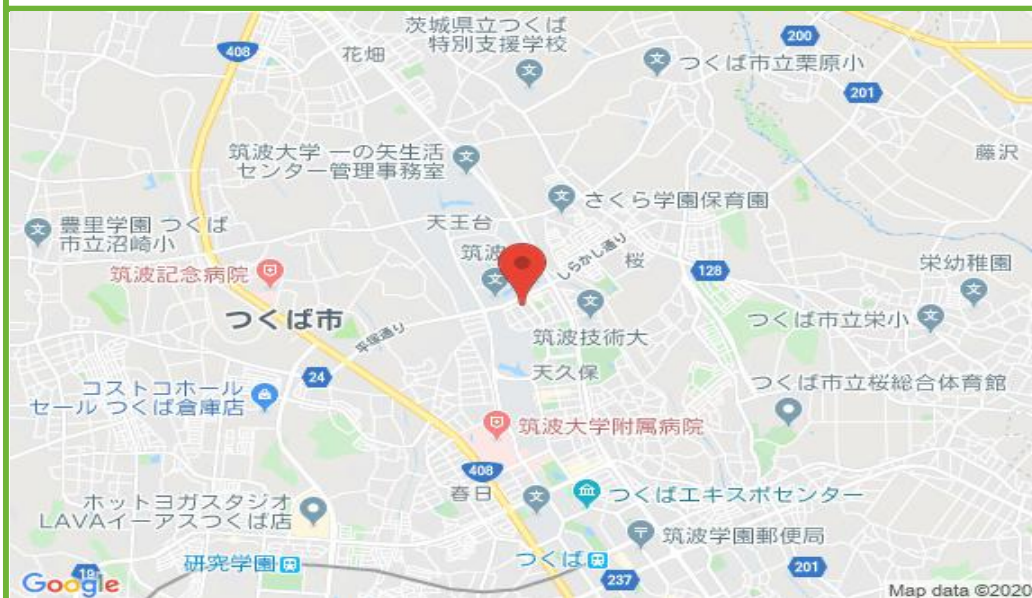 茨城県立つくば
特別支援学校
408
花畑
200
つくば市立栗原小
201
藤沢
筑波大学 一の矢生活
センター管理事務室
さくら学園保育園
天王台
豊里学園 つくば
市立沼崎小
筑波
しらかし通り
桜
128
栄幼稚園
筑波記念病院
つくば市
平塚通り
筑波技術大
つくば市立栄小
24
天久保
コストコホール
セール つくば倉庫店
つくば市立桜総合体育館
筑波大学附属病院
408
春日
つくばエキスポセンター
ホットヨガスタジオ
LAVAイーアスつくば店
筑波学園郵便局
研究学園
つくば
201
237
19
Google
Map data ©2020